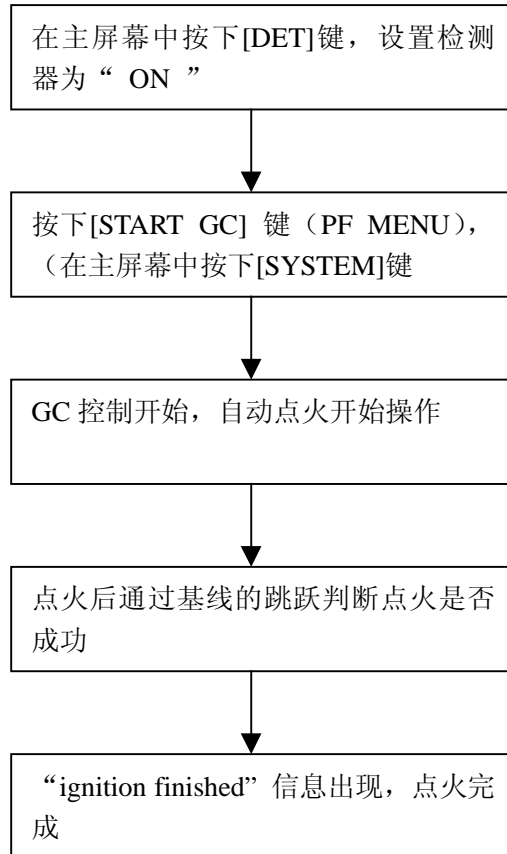 在主屏幕中按下[DET]键，设置检测
器为“ ON ”
按下[START GC] 键（PF MENU），
（在主屏幕中按下[SYSTEM]键
GC 控制开始，自动点火开始操作
点火后通过基线的跳跃判断点火是否
成功
“ignition finished” 信息出现，点火完
成